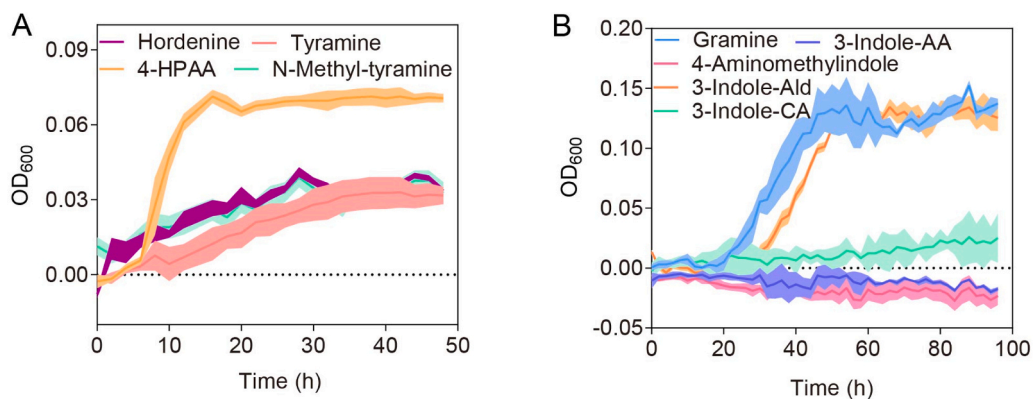 A
Hordenine Tyramine
4-HPAA N-Methyl-tyramine
0.09
0.06
0.03
0.00
OD600
0 10 20 30 40 50
Time (h)
B
Gramine 3-Indole-AA
4-Aminomethylindole
3-Indole-Ald
3-Indole-CA
0.20
0.15
0.10
0.05
0.00
-0.05
OD600
0 20 40 60 80 100
Time (h)